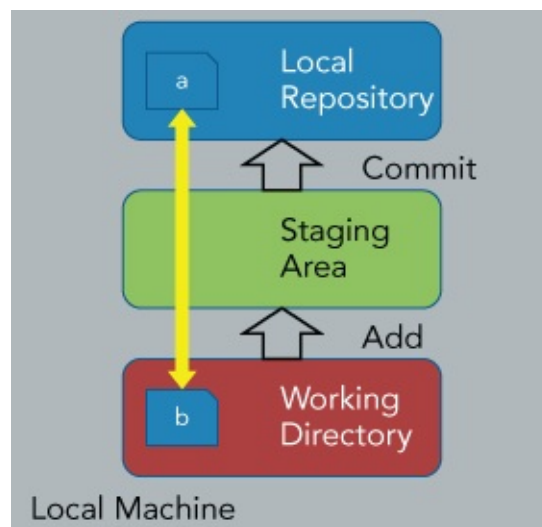 a
Local
Repository
Commit
Staging
Area
Add
b
Working
Directory
Local Machine